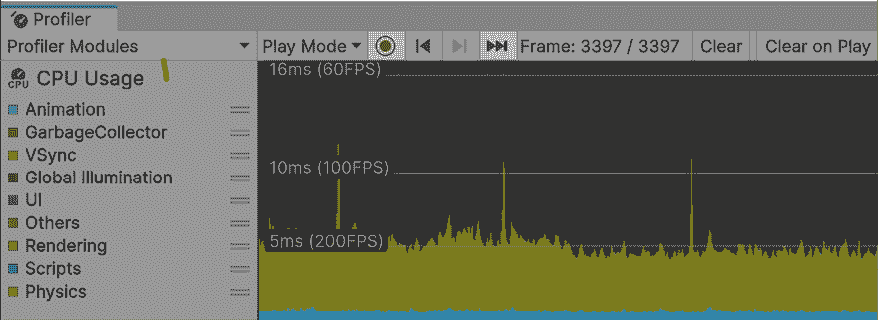 Profiler
Profiler Modules Play Mode Frame: 3397 / 3397 Clear Clear on Play
CPU CPU Usage
Animation
GarbageCollector
VSync
Global Illumination
UI
Others
Rendering
Scripts
Physics
16ms (60FPS)
10ms (100FPS)
5ms (200FPS)